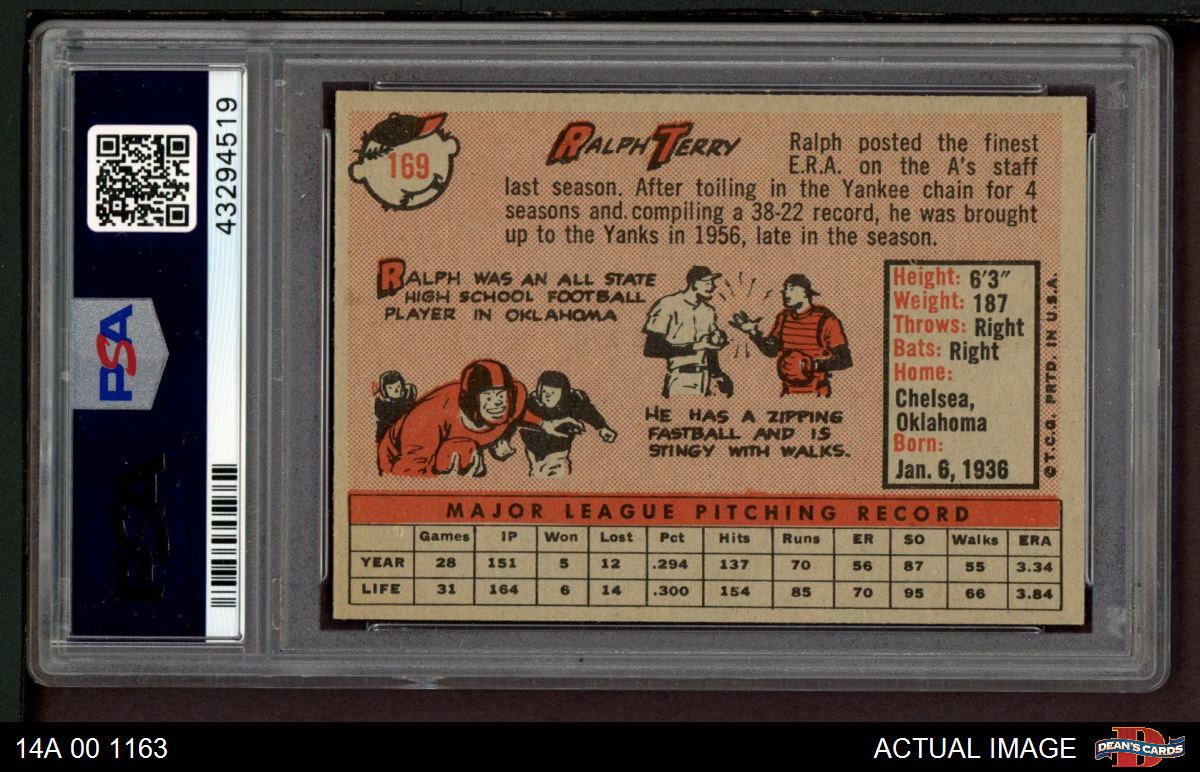 43294519
PSA
PSA
169
RALPH TERRY
Ralph posted the finest
E.R.A. on the A's staff
last season. After toiling in the Yankee chain for 4
seasons and compiling a 38-22 record, he was brought
up to the Yanks in 1956, late in the season.
RALPH WAS AN ALL STATE
HIGH SCHOOL FOOTBALL
PLAYER IN OKLAHOMA
HE HAS A ZIPPING
FASTBALL AND IS
STINGY WITH WALKS.
Height: 6'3"
Weight: 187
Throws: Right
Bats: Right
Home:
Chelsea,
Oklahoma
Born:
Jan. 6, 1936
©T.C.G. PRTD. IN U.S.A.
MAJOR LEAGUE PITCHING RECORD
Games IP Won Lost Pct Hits Runs ER SO Walks ERA
YEAR 28 151 5 12 .294 137 70 56 87 55 3.34
LIFE 31 164 6 14 .300 154 85 70 95 66 3.84
14A 00 1163
ACTUAL IMAGE
D
DEAN'S CARDS